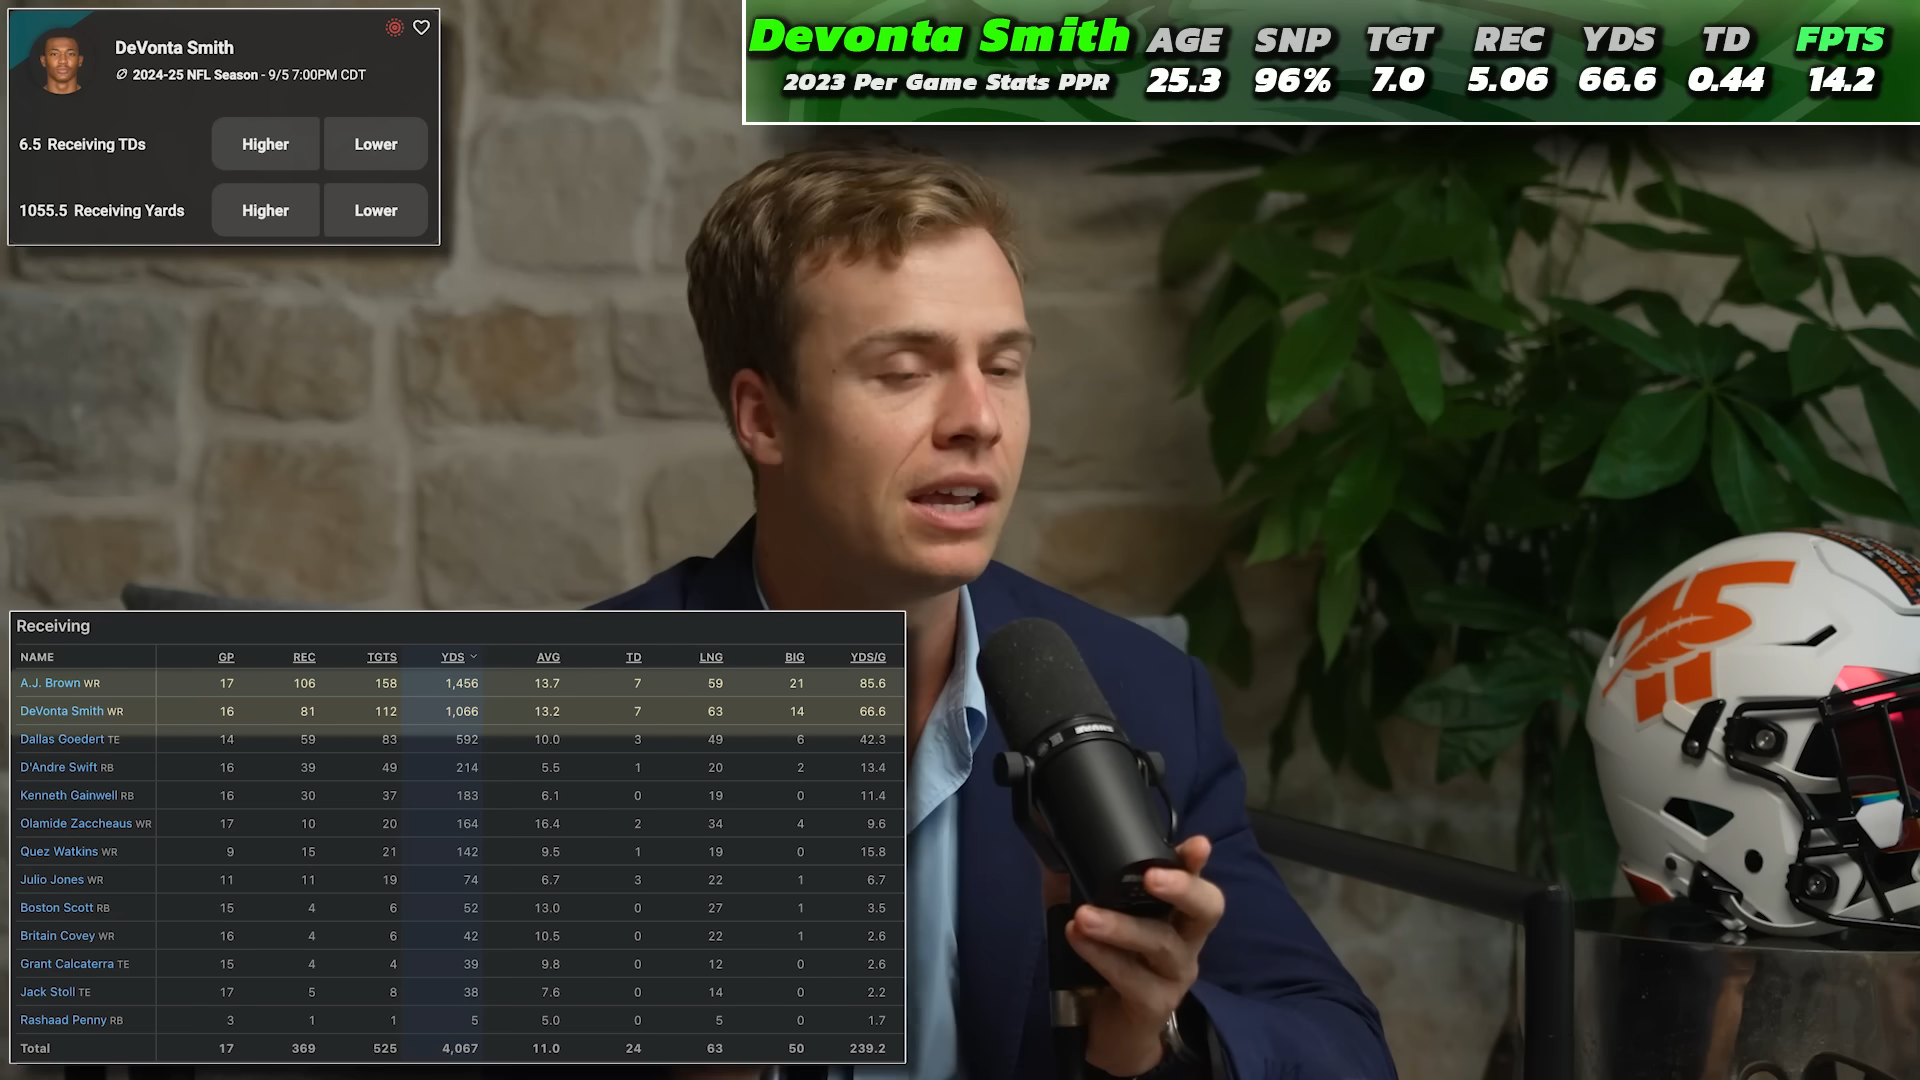 DeVonta Smith
2024-25 NFL Season - 9/5 7:00PM CDT
6.5 Receiving TDs Higher Lower
1055.5 Receiving Yards Higher Lower
Devonta Smith AGE SNP TGT REC YDS TD FPTS
2023 Per Game Stats PPR 25.3 96% 7.0 5.06 66.6 0.44 14.2
Receiving
NAME GP REC TGTS YDS AVG TD LNG BIG YDS/G
A.J. Brown WR 17 106 158 1,456 13.7 7 59 21 85.6
DeVonta Smith WR 16 81 112 1,066 13.2 7 63 14 66.6
Dallas Goedert TE 14 59 83 592 10.0 3 49 6 42.3
D'Andre Swift RB 16 39 49 214 5.5 1 20 2 13.4
Kenneth Gainwell RB 16 30 37 183 6.1 0 19 0 11.4
Olamide Zaccheaus WR 17 10 20 164 16.4 2 34 4 9.6
Quez Watkins WR 9 15 21 142 9.5 1 19 0 15.8
Julio Jones WR 11 11 19 74 6.7 3 22 1 6.7
Boston Scott RB 15 4 6 52 13.0 0 27 1 3.5
Britain Covey WR 16 4 6 42 10.5 0 22 1 2.6
Grant Calcaterra TE 15 4 4 39 9.8 0 12 0 2.6
Jack Stoll TE 17 5 8 38 7.6 0 14 0 2.2
Rashaad Penny RB 3 1 1 5 5.0 0 5 0 1.7
Total 17 369 525 4,067 11.0 24 63 50 239.2